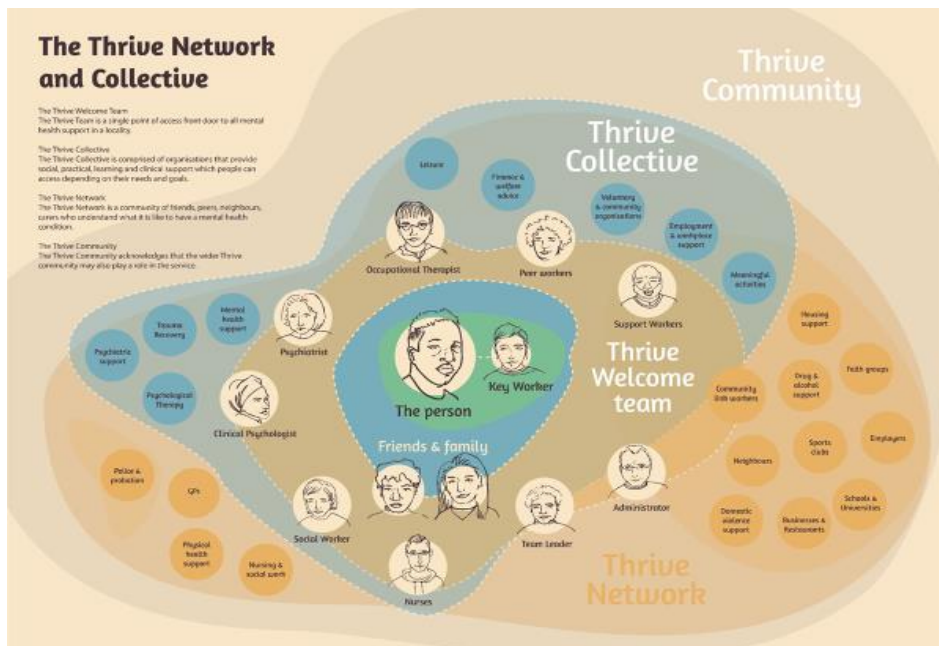 The Thrive Network
and Collective
The Thrive Welcome Team
The Thrive Team is a single point of access front door to all mental
health support in a locality.
The Thrive Collective
The Thrive Collective is comprised of organisations that provide
social, practical, learning and clinical support which people can
access depending on their needs and goals.
The Thrive Network
The Thrive Network is a community of friends, peers, neighbours,
carers who understand what it is like to have a mental health
condition.
The Thrive Community
The Thrive Community acknowledges that the wider Thrive
community may also play a role in the service.
Thrive
Community
Thrive
Collective
Leisure
Finance &
welfare
advice
Voluntary
& community
organisations
Employment
& workplace
support
Meaningful
activities
Occupational Therapist
Peer workers
Support Workers
Mental
health
support
Trauma
Recovery
Psychiatric
support
Psychological
Therapy
Psychiatrist
Clinical Psychologist
The person
Key Worker
Friends & family
Thrive
Welcome
team
Housing
support
Faith groups
Drug &
alcohol
support
Community
link workers
Employers
Sports
clubs
Neighbours
Schools &
Universities
Domestic
violence
support
Businesses &
Restaurants
Administrator
Team Leader
Social Worker
Nurses
Police &
probation
GPs
Physical
health
support
Nursing &
social work
Thrive
Network